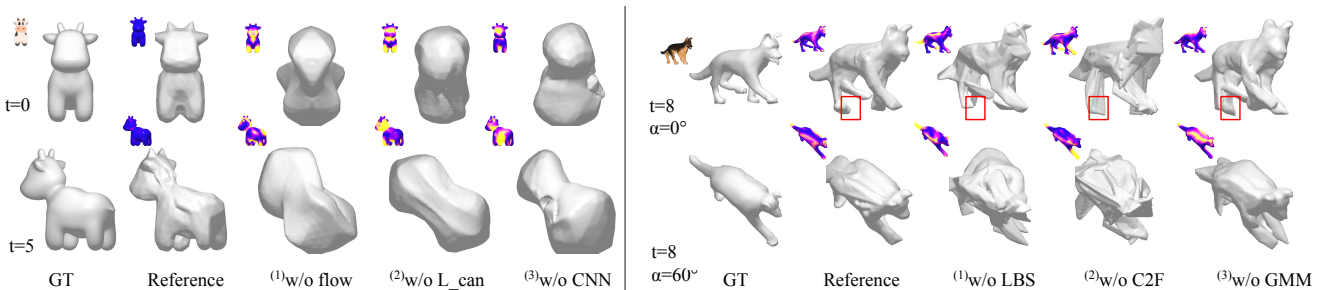 t=0
t=5
GT
Reference
(1)w/o flow
(2)w/o L_can
(3)w/o CNN
t=8
α=0°
t=8
α=60°
GT
Reference
(1)w/o LBS
(2)w/o C2F
(3)w/o GMM